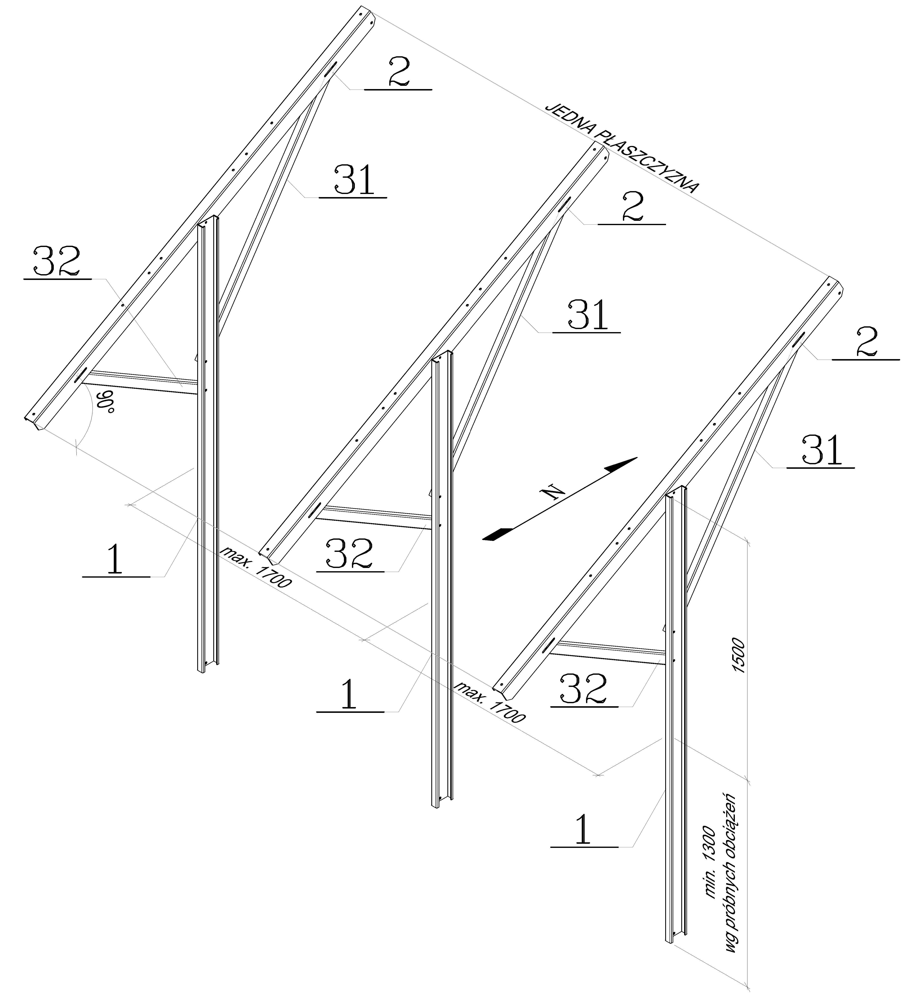 2
JEDNA PŁASZCZYZNA
31
2
32
31
2
90°
31
N
1
max. 1700
32
1500
1
max. 1700
32
1
min. 1300
wg próbnych obciążeń